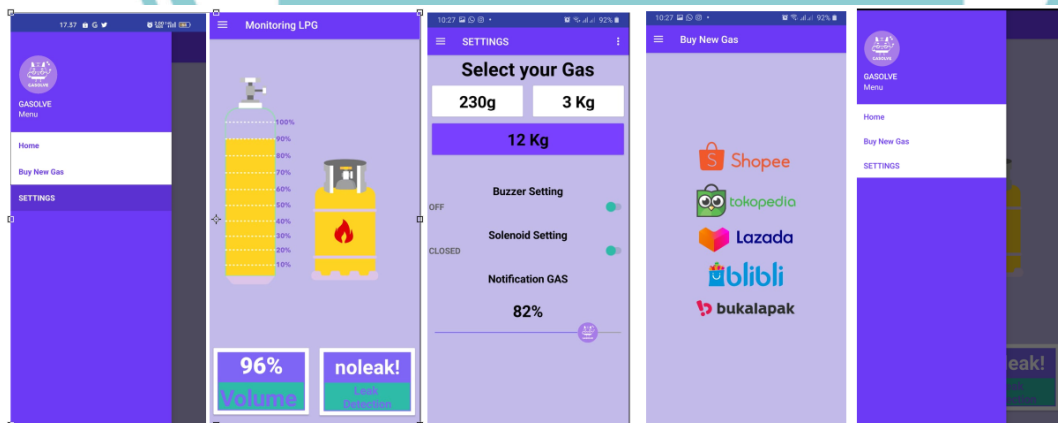 17.37
GASOLVE
GASOLVE
Menu
Home
Buy New Gas
SETTINGS
Monitoring LPG
100%
90%
80%
70%
60%
50%
40%
30%
20%
10%
96%
Volume
noleak!
Leak
Detection
10:27
92%
SETTINGS
Select your Gas
230g
3 Kg
12 Kg
Buzzer Setting
OFF
Solenoid Setting
CLOSED
Notification GAS
82%
10:27
92%
Buy New Gas
Shopee
tokopedia
Lazada
blibli
bukalapak
GASOLVE
GASOLVE
Menu
Home
Buy New Gas
SETTINGS
eak!